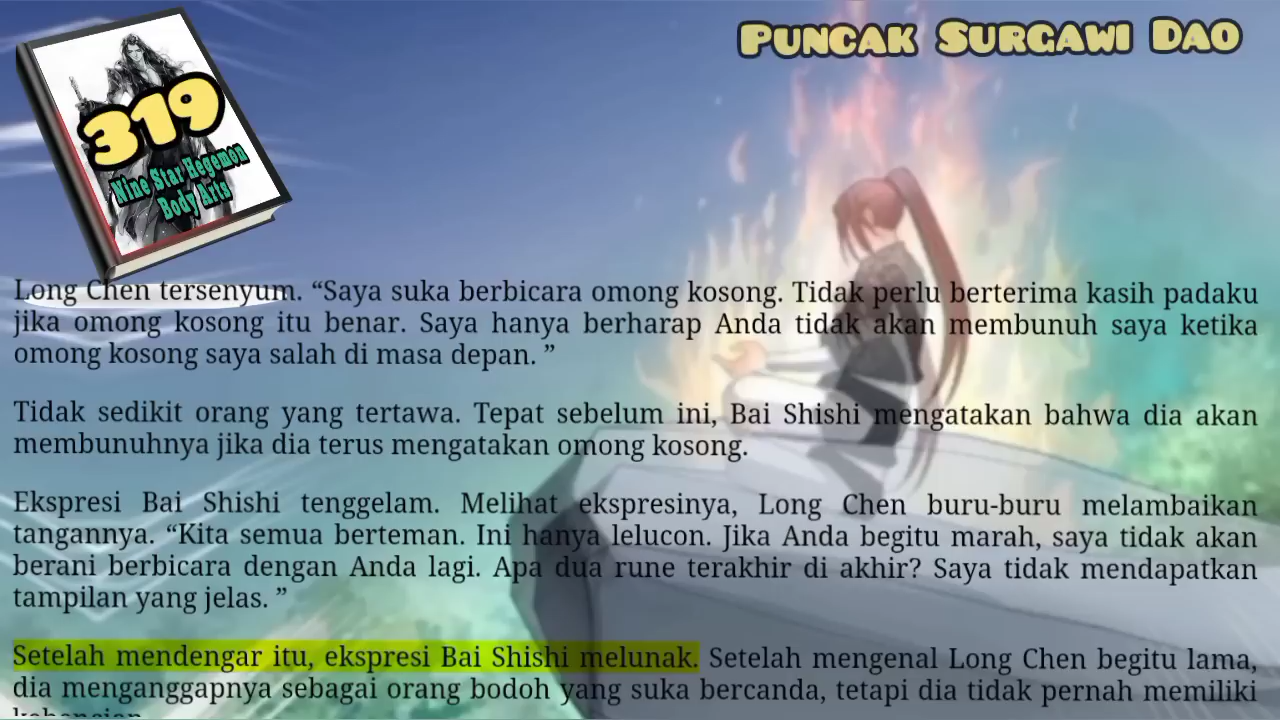 Puncak Surgawi Dao
319
Nine Star Hegemon
Body Arts
Long Chen tersenyum. “Saya suka berbicara omong kosong. Tidak perlu berterima kasih padaku
jika omong kosong itu benar. Saya hanya berharap Anda tidak akan membunuh saya ketika
omong kosong saya salah di masa depan. ”
Tidak sedikit orang yang tertawa. Tepat sebelum ini, Bai Shishi mengatakan bahwa dia akan
membunuhnya jika dia terus mengatakan omong kosong.
Ekspresi Bai Shishi tenggelam. Melihat ekspresinya, Long Chen buru-buru melambaikan
tangannya. “Kita semua berteman. Ini hanya lelucon. Jika Anda begitu marah, saya tidak akan
berani berbicara dengan Anda lagi. Apa dua rune terakhir di akhir? Saya tidak mendapatkan
tampilan yang jelas. ”
Setelah mendengar itu, ekspresi Bai Shishi melunak. Setelah mengenal Long Chen begitu lama,
dia menganggapnya sebagai orang bodoh yang suka bercanda, tetapi dia tidak pernah memiliki